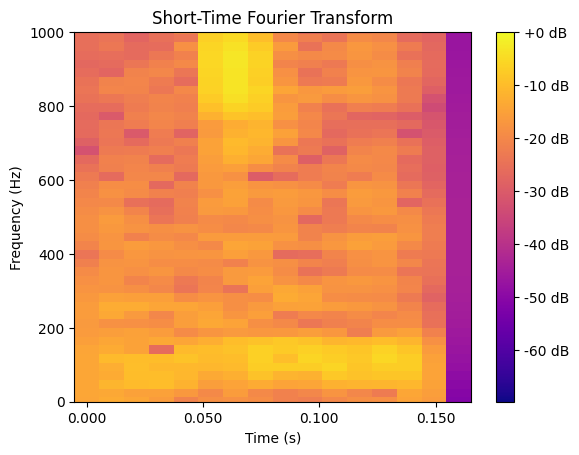 Short-Time Fourier Transform
Frequency (Hz)
1000
800
600
400
200
0
0.000
0.050
0.100
0.150
Time (s)
+0 dB
-10 dB
-20 dB
-30 dB
-40 dB
-50 dB
-60 dB